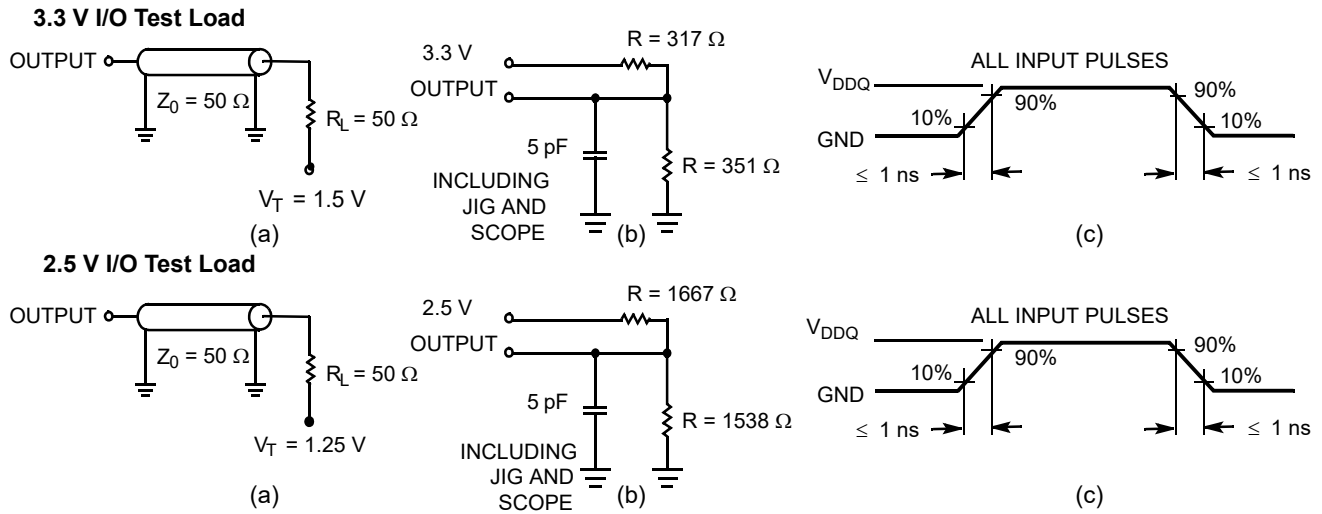 3.3 V I/O Test Load
OUTPUT
Z0 = 50 Ω
RL = 50 Ω
VT = 1.5 V
(a)
3.3 V
OUTPUT
R = 317 Ω
5 pF
R = 351 Ω
INCLUDING
JIG AND
SCOPE
(b)
ALL INPUT PULSES
VDDQ
GND
10%
90%
90%
10%
≤ 1 ns
≤ 1 ns
(c)
2.5 V I/O Test Load
OUTPUT
Z0 = 50 Ω
RL = 50 Ω
VT = 1.25 V
(a)
2.5 V
OUTPUT
R = 1667 Ω
5 pF
R = 1538 Ω
INCLUDING
JIG AND
SCOPE
(b)
ALL INPUT PULSES
VDDQ
GND
10%
90%
90%
10%
≤ 1 ns
≤ 1 ns
(c)